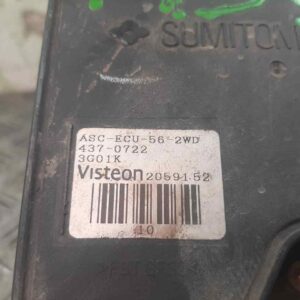 SUMITOM
ASC-ECU-56-2WD
437-0722
3G01K
Visteon 2059152
10